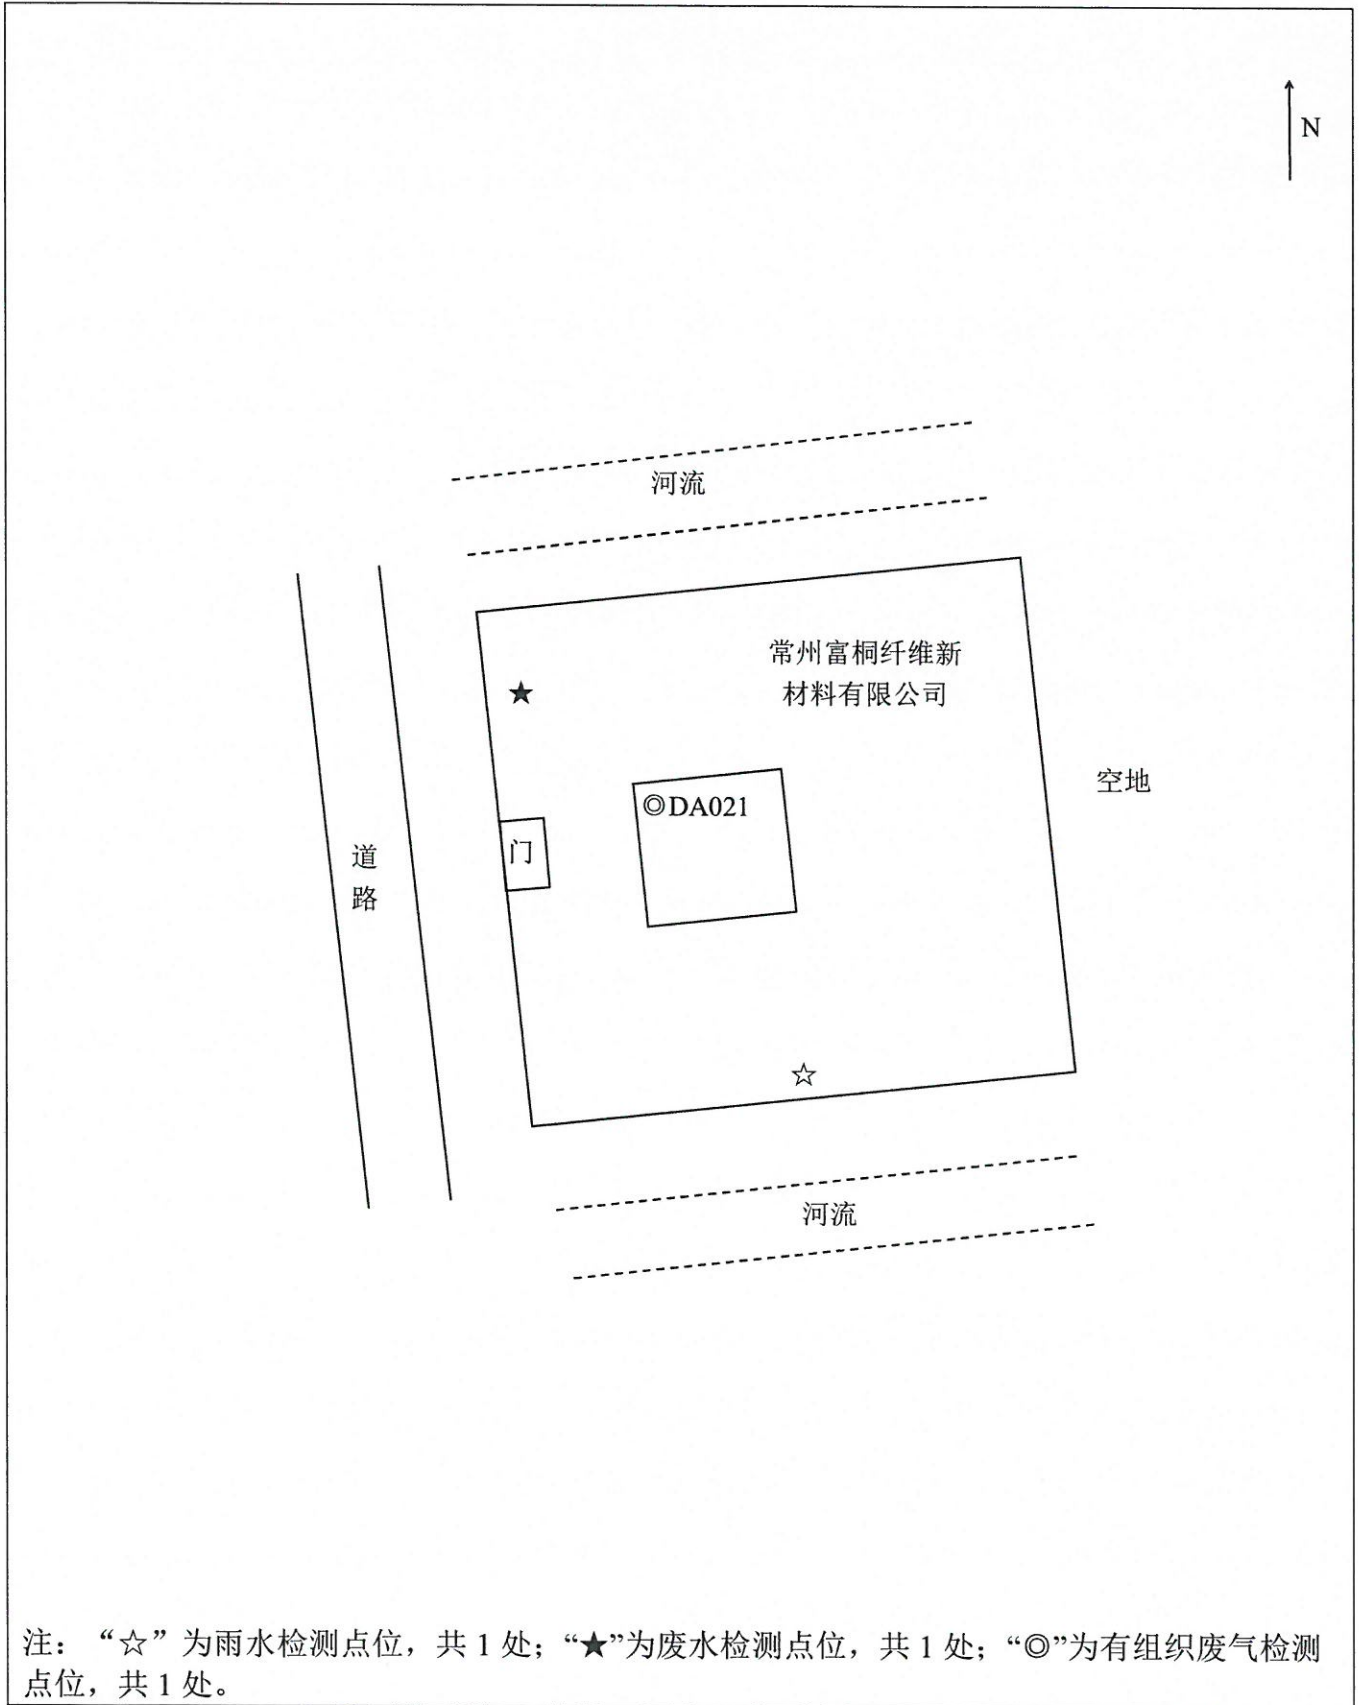 N
河流
常州富桐纤维新
材料有限公司
★
空地
◎DA021
门
道
路
☆
河流
注：“☆”为雨水检测点位，共 1 处；“★”为废水检测点位，共 1 处；“◎”为有组织废气检测
点位，共 1 处。